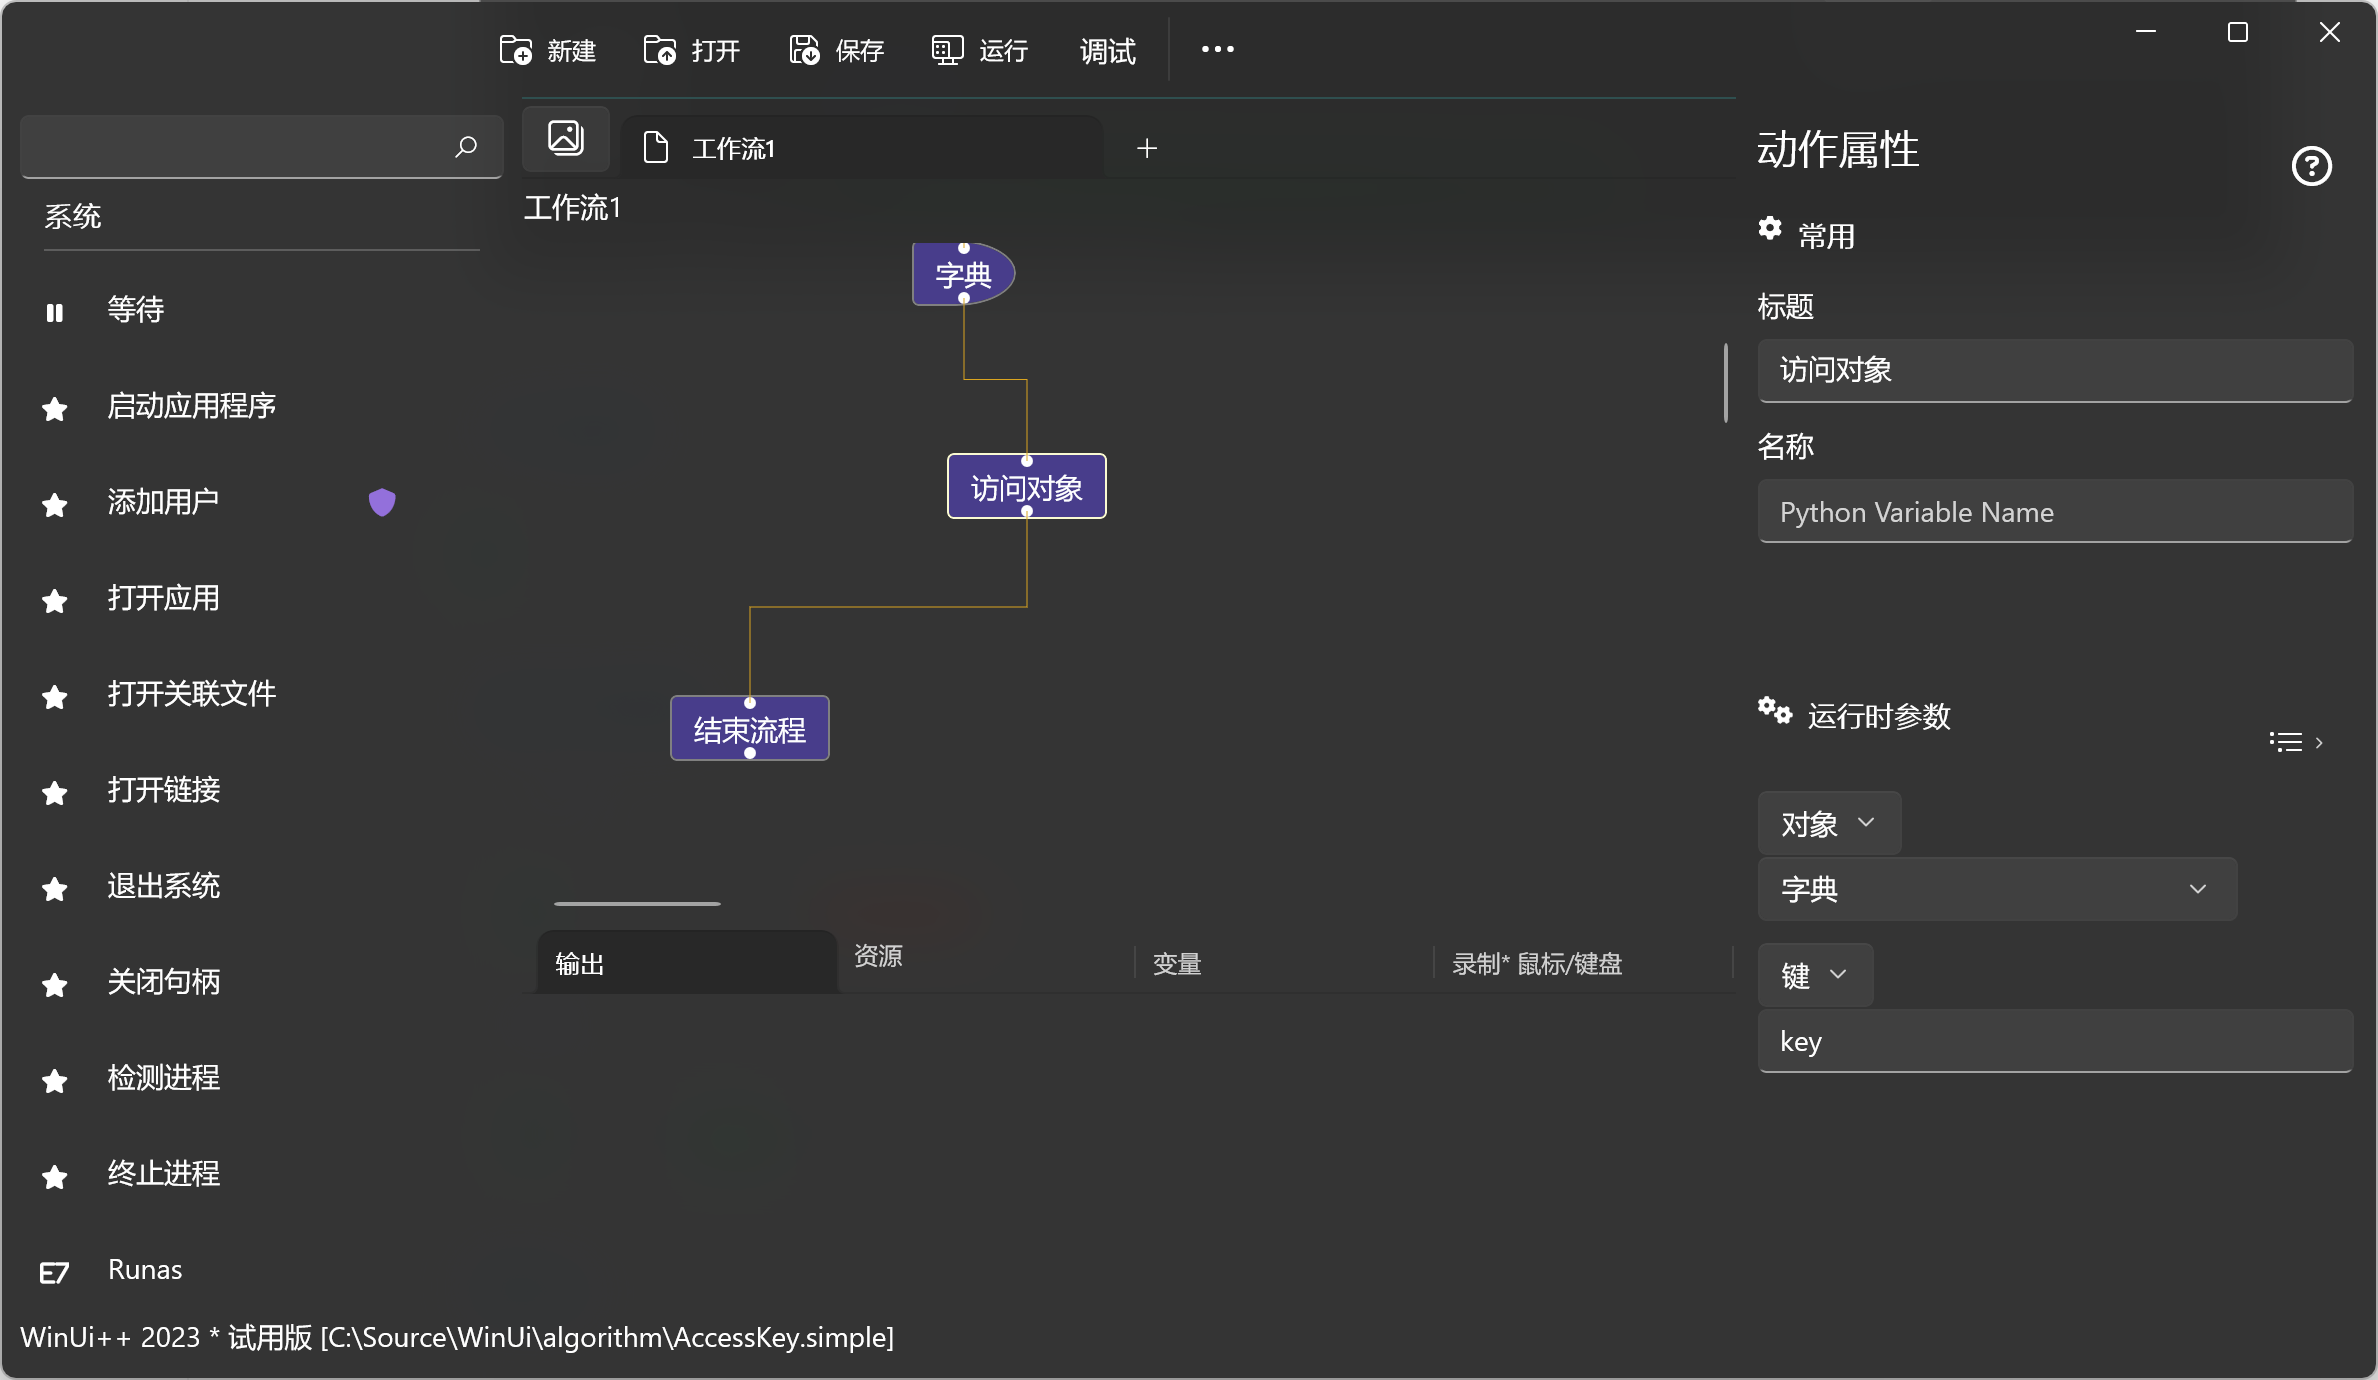 新建
打开
保存
运行
调试
工作流1
工作流1
系统
等待
启动应用程序
添加用户
打开应用
打开关联文件
打开链接
退出系统
关闭句柄
检测进程
终止进程
Runas
字典
访问对象
结束流程
输出
资源
变量
录制* 鼠标/键盘
动作属性
常用
标题
访问对象
名称
Python Variable Name
运行时参数
对象
字典
键
key
WinUi++ 2023 * 试用版 [C:\Source\WinUi\algorithm\AccessKey.simple]